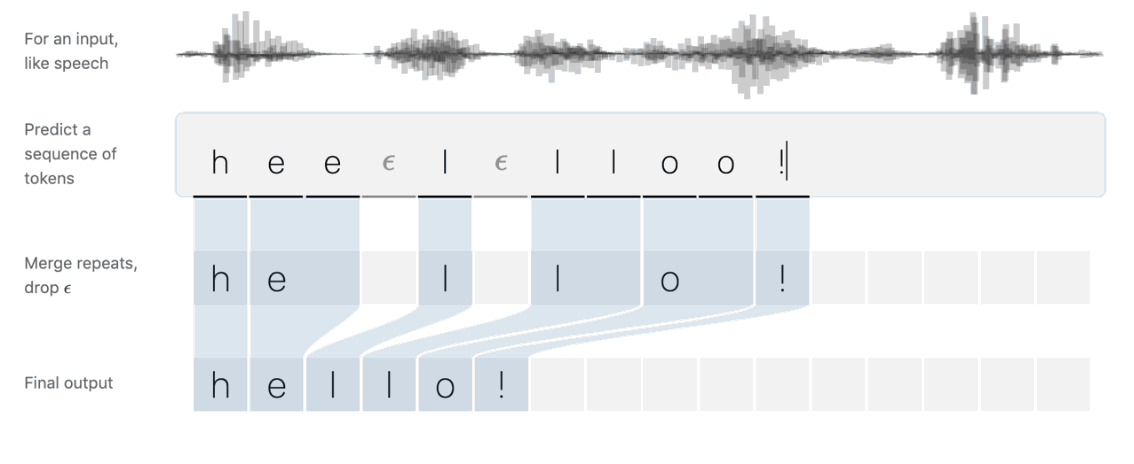 For an input,
like speech
Predict a
sequence of
tokens
h e e ϵ l ϵ l l o o !
Merge repeats,
drop ϵ
h e l l o !
Final output
h e l l o !